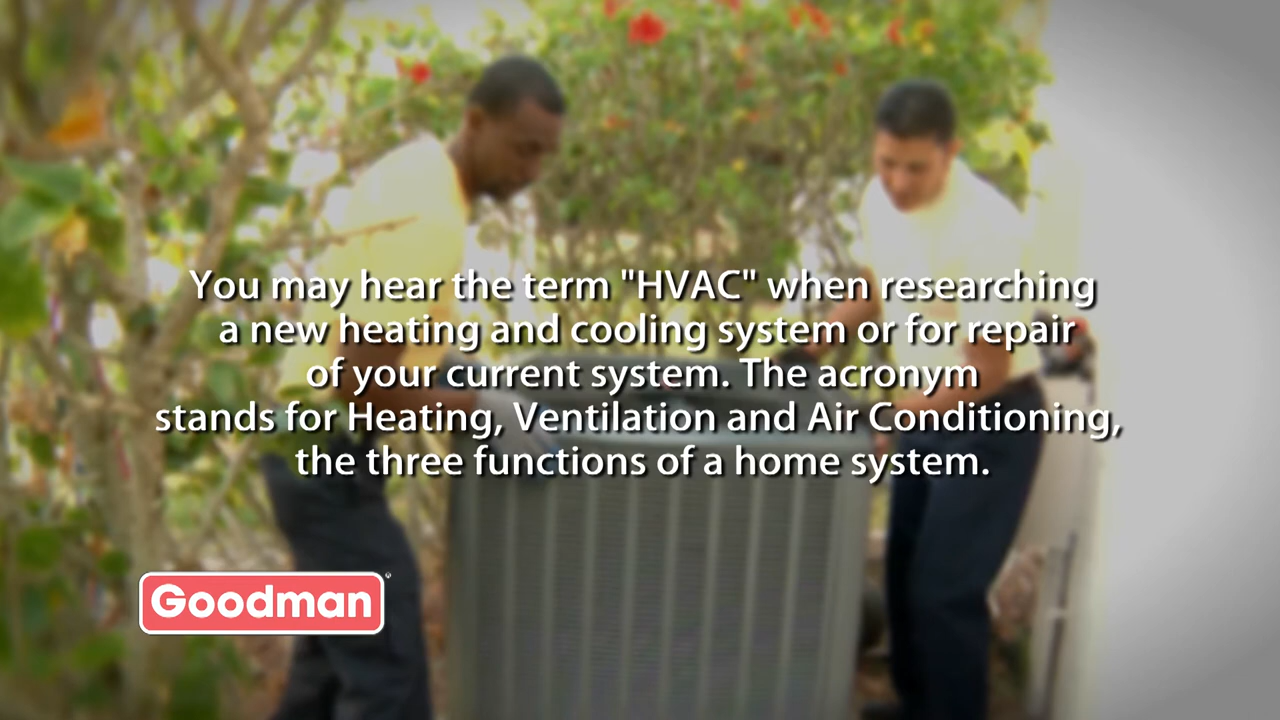 You may hear the term "HVAC" when researching
a new heating and cooling system or for repair
of your current system. The acronym
stands for Heating, Ventilation and Air Conditioning,
the three functions of a home system.
Goodman®